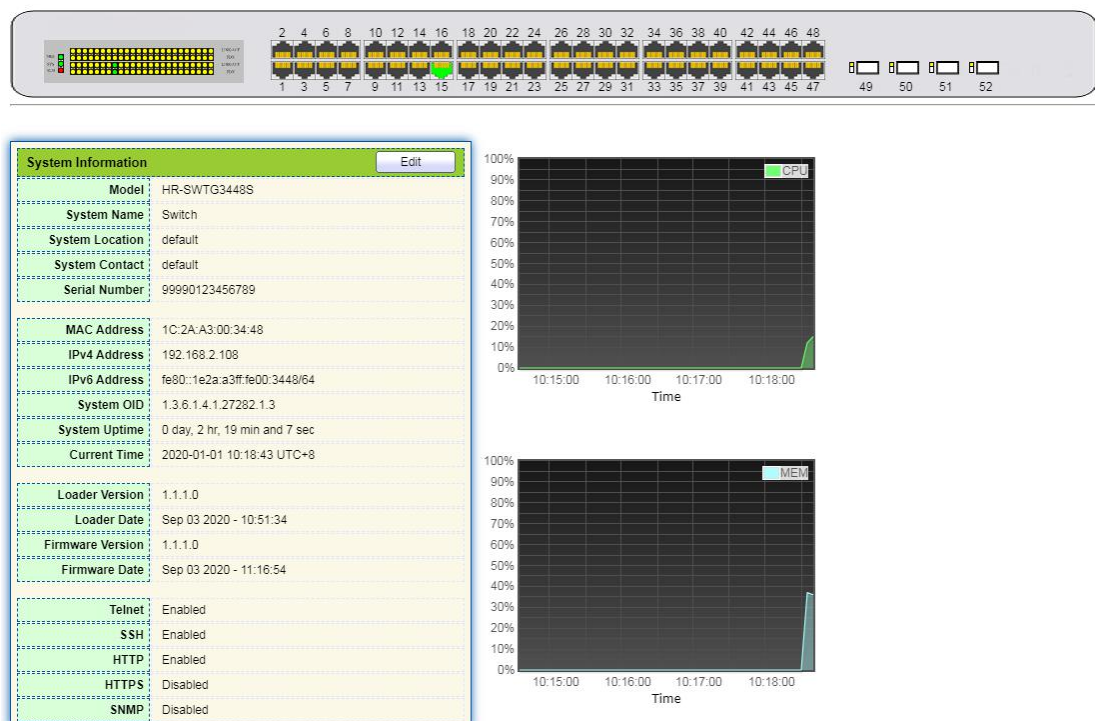 2 4 6 8 10 12 14 16 18 20 22 24 26 28 30 32 34 36 38 40 42 44 46 48
1 3 5 7 9 11 13 15 17 19 21 23 25 27 29 31 33 35 37 39 41 43 45 47 49 50 51 52
System Information Edit
Model HR-SWTG3448S
System Name Switch
System Location default
System Contact default
Serial Number 99990123456789
MAC Address 1C:2A:A3:00:34:48
IPv4 Address 192.168.2.108
IPv6 Address fe80::1e2a:a3ff:fe00:3448/64
System OID 1.3.6.1.4.1.27282.1.3
System Uptime 0 day, 2 hr, 19 min and 7 sec
Current Time 2020-01-01 10:18:43 UTC+8
Loader Version 1.1.1.0
Loader Date Sep 03 2020 - 10:51:34
Firmware Version 1.1.1.0
Firmware Date Sep 03 2020 - 11:16:54
Telnet Enabled
SSH Enabled
HTTP Enabled
HTTPS Disabled
SNMP Disabled
100%
CPU
90%
80%
70%
60%
50%
40%
30%
20%
10%
0%
10:15:00 10:16:00 10:17:00 10:18:00
Time
100%
MEM
90%
80%
70%
60%
50%
40%
30%
20%
10%
0%
10:15:00 10:16:00 10:17:00 10:18:00
Time